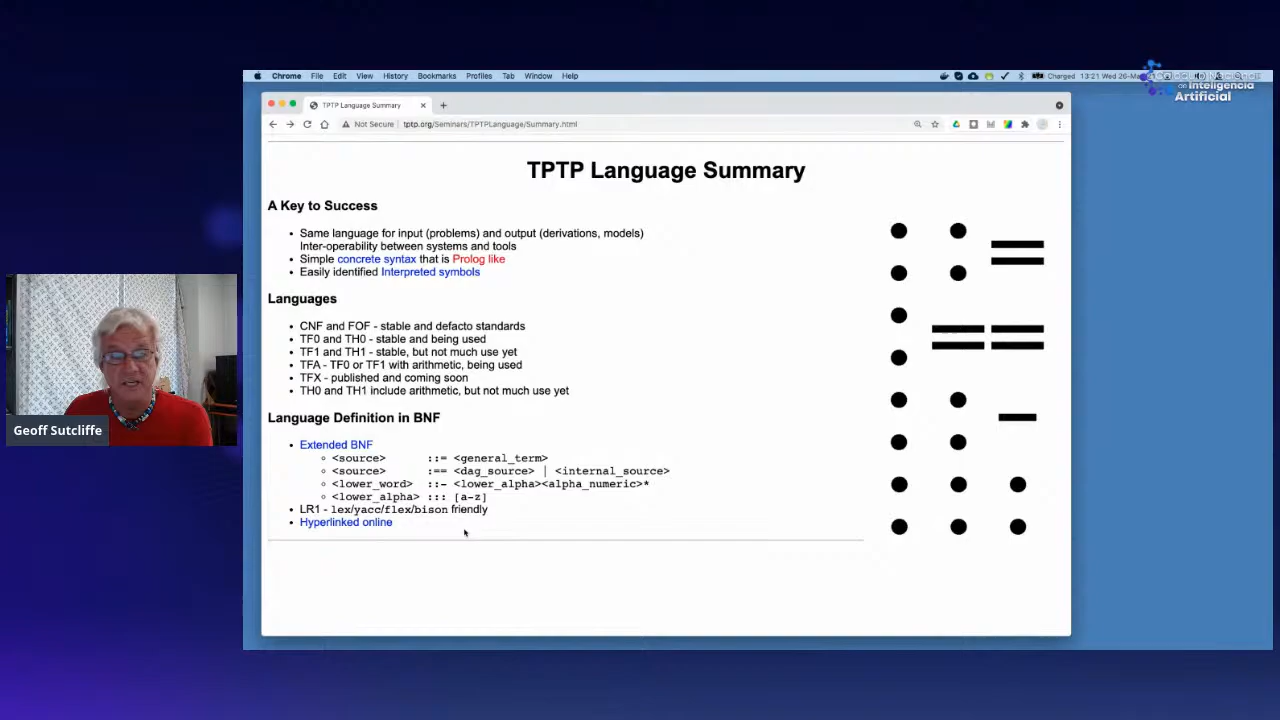 Chrome File Edit View History Bookmarks Profiles Tab Window Help
Charged 13:21 Wed 26-Ma
Inteligencia
Artificial
TPTP Language Summary
Not Secure tptp.org/Seminars/TPTPLanguage/Summary.html
TPTP Language Summary
A Key to Success
Same language for input (problems) and output (derivations, models)
Inter-operability between systems and tools
Simple concrete syntax that is Prolog like
Easily identified Interpreted symbols
Languages
CNF and FOF - stable and defacto standards
TF0 and TH0 - stable and being used
TF1 and TH1 - stable, but not much use yet
TFA - TF0 or TF1 with arithmetic, being used
TFX - published and coming soon
TH0 and TH1 include arithmetic, but not much use yet
Language Definition in BNF
Extended BNF
<source> ::= <general_term>
<source> :== <dag_source> | <internal_source>
<lower_word> ::- <lower_alpha><alpha_numeric>*
<lower_alpha> ::: [a-z]
LR1 - lex/yacc/flex/bison friendly
Hyperlinked online
Geoff Sutcliffe